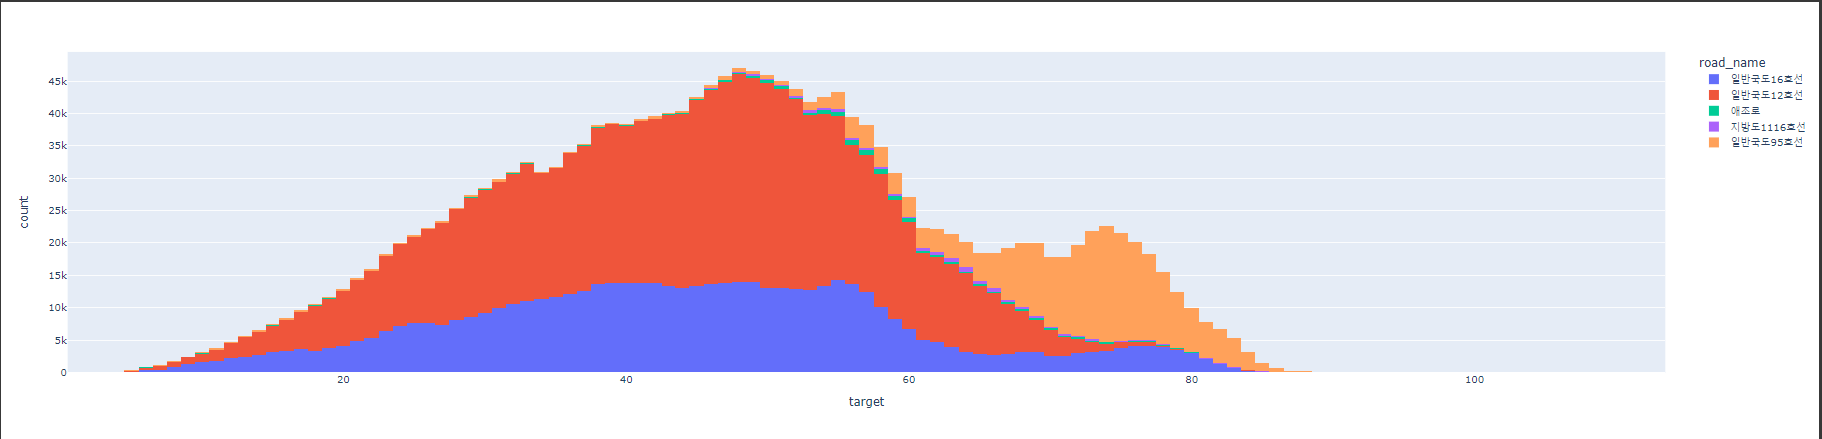 road_name
일반국도16호선
일반국도12호선
애조로
지방도1116호선
일반국도95호선
45k
40k
35k
30k
25k
20k
15k
10k
5k
0
count
20
40
60
80
100
target